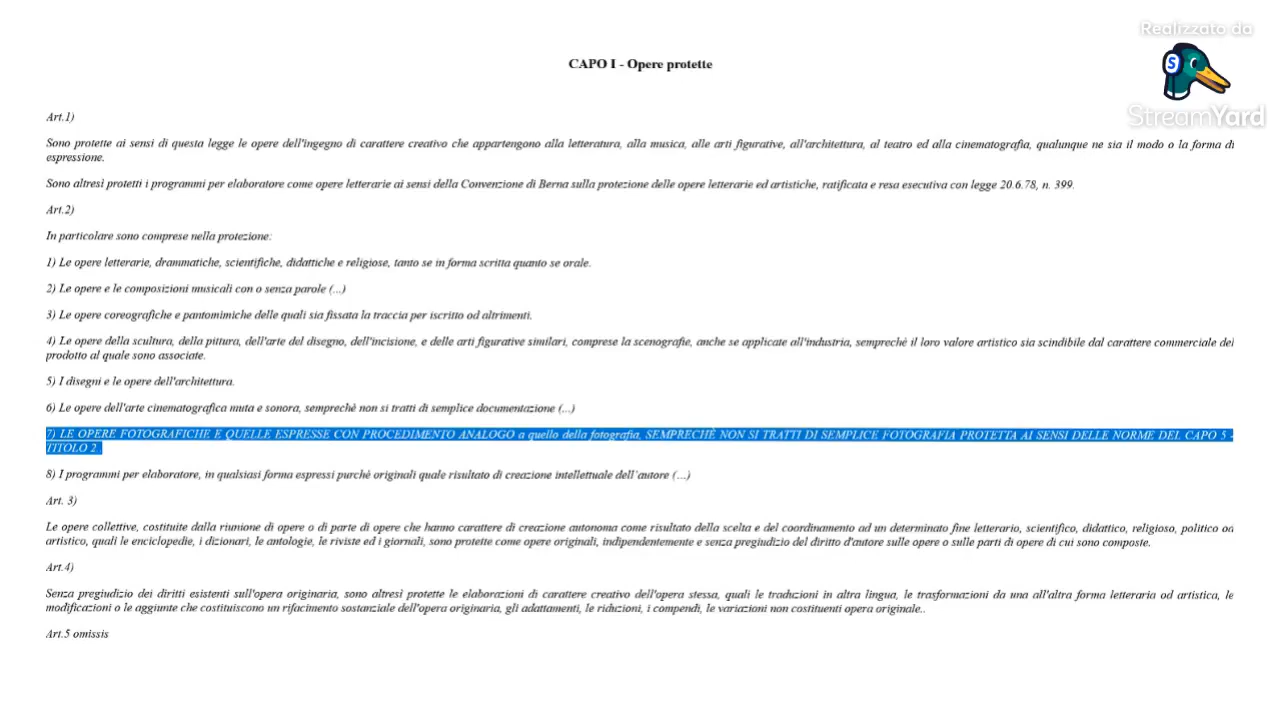 Realizzato da
StreamYard
CAPO I - Opere protette
Art.1)
Sono protette ai sensi di questa legge le opere dell'ingegno di carattere creativo che appartengono alla letteratura, alla musica, alle arti figurative, all'architettura, al teatro ed alla cinematografia, qualunque ne sia il modo o la forma di
espressione.
Sono altresì protetti i programmi per elaboratore come opere letterarie ai sensi della Convenzione di Berna sulla protezione delle opere letterarie ed artistiche, ratificata e resa esecutiva con legge 20.6.78, n. 399.
Art.2)
In particolare sono comprese nella protezione:
1) Le opere letterarie, drammatiche, scientifiche, didattiche e religiose, tanto se in forma scritta quanto se orale.
2) Le opere e le composizioni musicali con o senza parole (...)
3) Le opere coreografiche e pantomimiche delle quali sia fissata la traccia per iscritto od altrimenti.
4) Le opere della scultura, della pittura, dell'arte del disegno, dell'incisione, e delle arti figurative similari, comprese la scenografie, anche se applicate all'industria, semprechè il loro valore artistico sia scindibile dal carattere commerciale del
prodotto al quale sono associate.
5) I disegni e le opere dell'architettura.
6) Le opere dell'arte cinematografica muta e sonora, semprechè non si tratti di semplice documentazione (...)
7) LE OPERE FOTOGRAFICHE E QUELLE ESPRESSE CON PROCEDIMENTO ANALOGO a quello della fotografia, SEMPRECHÈ NON SI TRATTI DI SEMPLICE FOTOGRAFIA PROTETTA AI SENSI DELLE NORME DEL CAPO 5 -
TITOLO 2.
8) I programmi per elaboratore, in qualsiasi forma espressi purchè originali quale risultato di creazione intellettuale dell'autore (...)
Art. 3)
Le opere collettive, costituite dalla riunione di opere o di parte di opere che hanno carattere di creazione autonoma come risultato della scelta e del coordinamento ad un determinato fine letterario, scientifico, didattico, religioso, politico od
artistico, quali le enciclopedie, i dizionari, le antologie, le riviste ed i giornali, sono protette come opere originali, indipendentemente e senza pregiudizio del diritto d'autore sulle opere o sulle parti di opere di cui sono composte.
Art.4)
Senza pregiudizio dei diritti esistenti sull'opera originaria, sono altresì protette le elaborazioni di carattere creativo dell'opera stessa, quali le traduzioni in altra lingua, le trasformazioni da una all'altra forma letteraria od artistica, le
modificazioni o le aggiunte che costituiscono un rifacimento sostanziale dell'opera originaria, gli adattamenti, le riduzioni, i compendi, le variazioni non costituenti opera originale..
Art.5 omissis